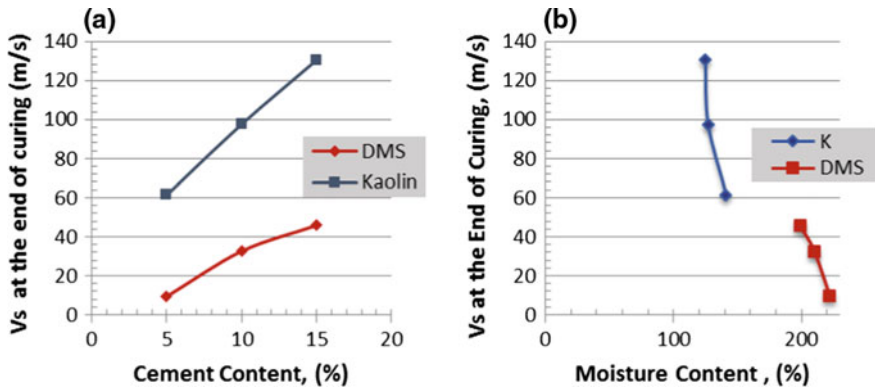 (a)
Vs at the end of curing (m/s)
140
120
100
80
60
40
20
0
0 5 10 15 20
Cement Content, (%)
DMS
Kaolin
(b)
Vs at the End of Curing, (m/s)
140
120
100
80
60
40
20
0
0 100 200
Moisture Content , (%)
K
DMS